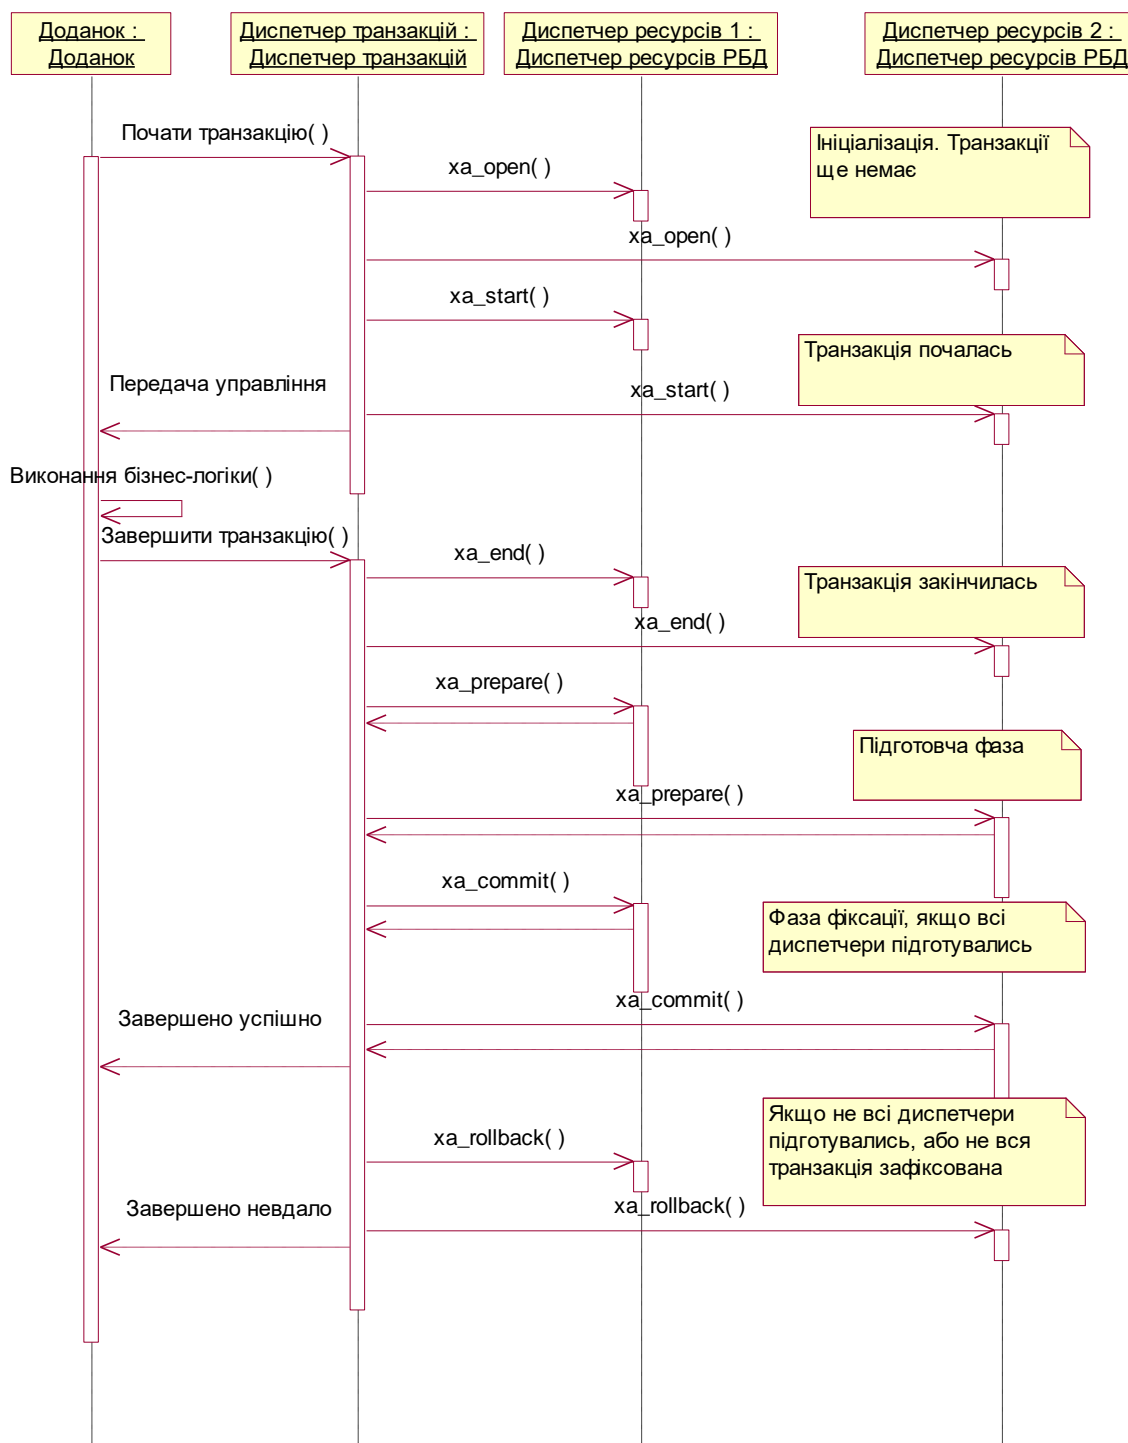 Доданок :
Доданок
Диспетчер транзакцій :
Диспетчер транзакцій
Диспетчер ресурсів 1 :
Диспетчер ресурсів РБД
Диспетчер ресурсів 2 :
Диспетчер ресурсів РБД
Почати транзакцію( )
Ініціалізація. Транзакції
ще немає
xa_open( )
xa_open( )
xa_start( )
Транзакція почалась
Передача управління
xa_start( )
Виконання бізнес-логіки( )
Завершити транзакцію( )
xa_end( )
Транзакція закінчилась
xa_end( )
xa_prepare( )
Підготовча фаза
xa_prepare( )
xa_commit( )
Фаза фіксації, якщо всі
диспетчери підготувались
xa_commit( )
Завершено успішно
Якщо не всі диспетчери
підготувались, або не вся
транзакція зафіксована
xa_rollback( )
xa_rollback( )
Завершено невдало